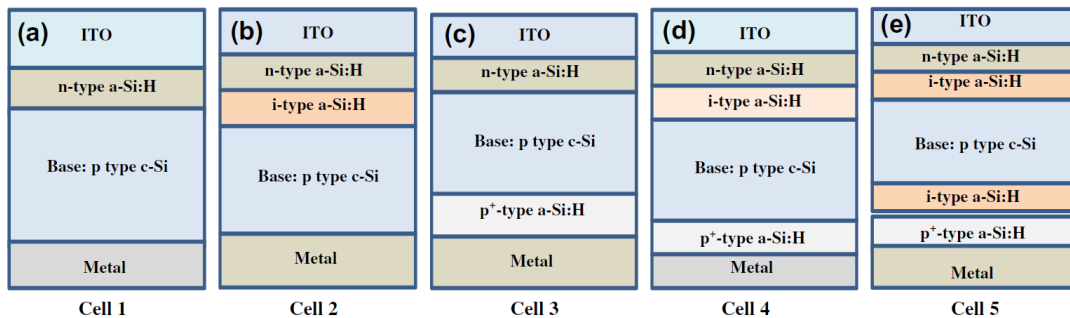 (a)
ITO
n-type a-Si:H
Base: p type c-Si
Metal
Cell 1
(b)
ITO
n-type a-Si:H
i-type a-Si:H
Base: p type c-Si
Metal
Cell 2
(c)
ITO
n-type a-Si:H
Base: p type c-Si
p⁺-type a-Si:H
Metal
Cell 3
(d)
ITO
n-type a-Si:H
i-type a-Si:H
Base: p type c-Si
p⁺-type a-Si:H
Metal
Cell 4
(e)
ITO
n-type a-Si:H
i-type a-Si:H
Base: p type c-Si
i-type a-Si:H
p⁺-type a-Si:H
Metal
Cell 5